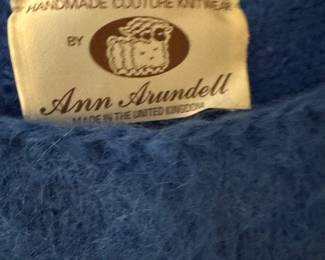 HANDMADE COUTURE KNITWEAR
BY
Ann Arundell
MADE IN THE UNITED KINGDOM